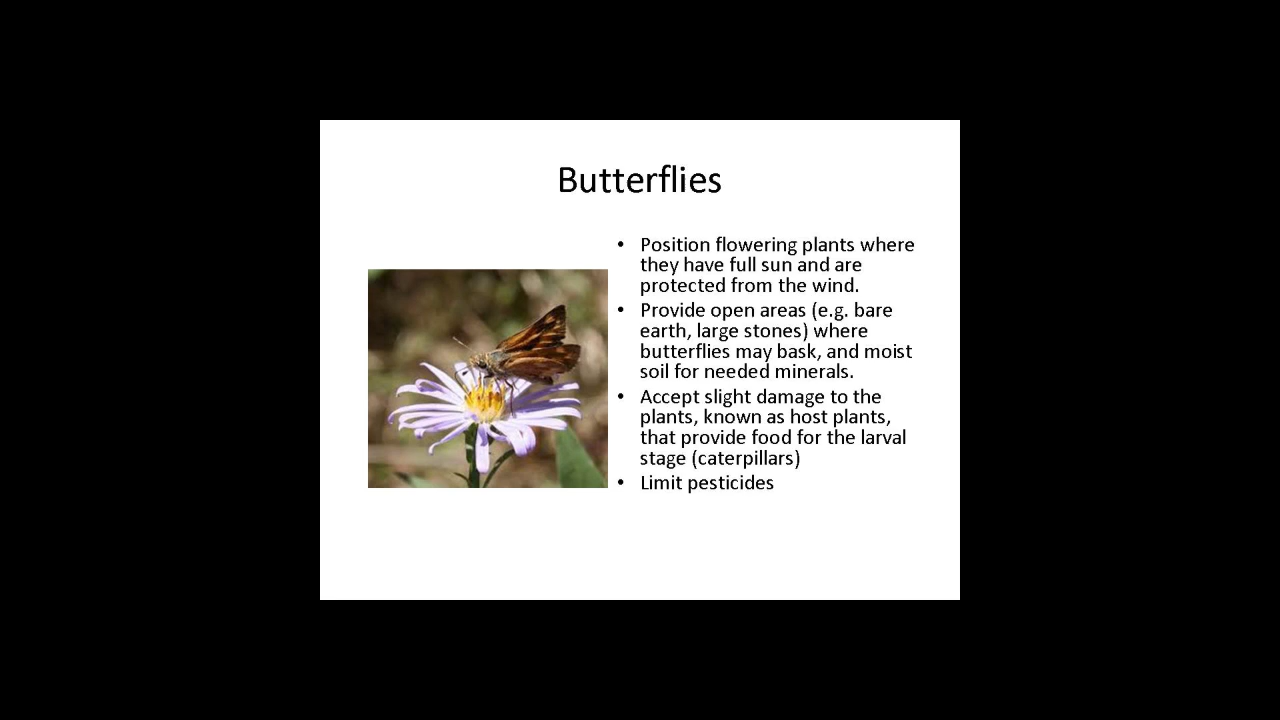 Butterflies
• Position flowering plants where
they have full sun and are
protected from the wind.
• Provide open areas (e.g. bare
earth, large stones) where
butterflies may bask, and moist
soil for needed minerals.
• Accept slight damage to the
plants, known as host plants,
that provide food for the larval
stage (caterpillars)
• Limit pesticides